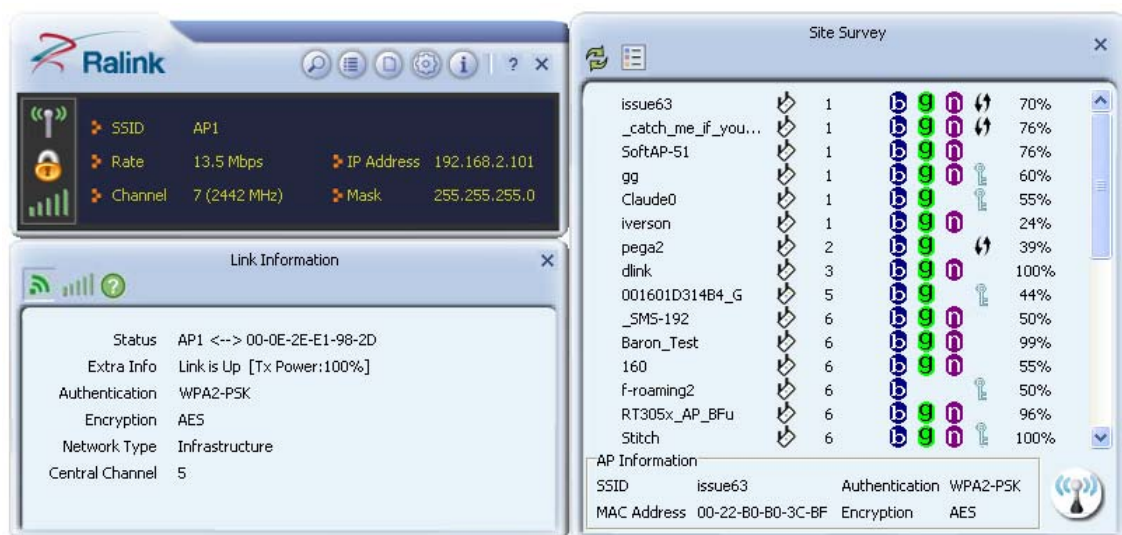 Ralink
?
SSID AP1
Rate 13.5 Mbps IP Address 192.168.2.101
Channel 7 (2442 MHz) Mask 255.255.255.0
Link Information
Status AP1 <--> 00-0E-2E-E1-98-2D
Extra Info Link is Up [Tx Power:100%]
Authentication WPA2-PSK
Encryption AES
Network Type Infrastructure
Central Channel 5
Site Survey
issue63 1 b g n 70%
_catch_me_if_you... 1 b g n 76%
SoftAP-51 1 b g n 76%
gg 1 b g n 60%
Claude0 1 b g 55%
iverson 1 b g n 24%
pega2 2 b g 39%
dlink 3 b g n 100%
001601D314B4_G 5 b g 44%
_SMS-192 6 b g n 50%
Baron_Test 6 b g n 99%
160 6 b g n 55%
f-roaming2 6 b 50%
RT305x_AP_BFu 6 b g n 96%
Stitch 6 b g n 100%
AP Information
SSID issue63 Authentication WPA2-PSK
MAC Address 00-22-B0-B0-3C-BF Encryption AES